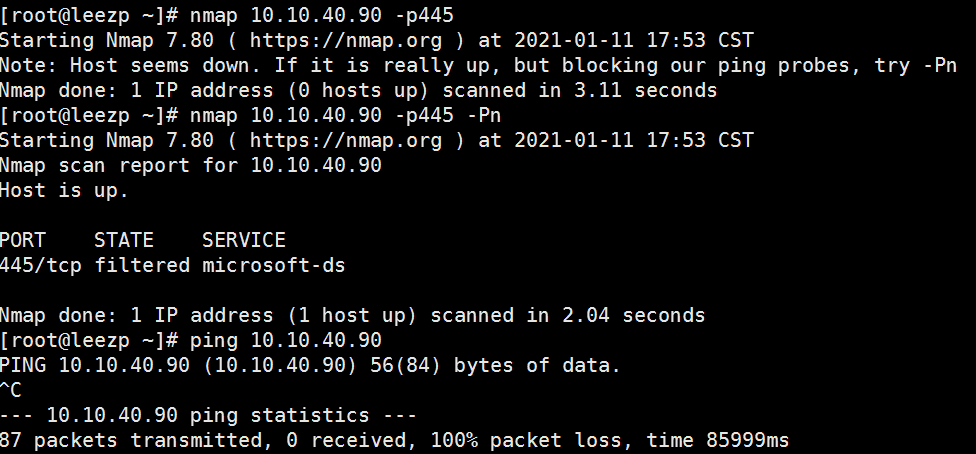 [root@leezp ~]# nmap 10.10.40.90 -p445
Starting Nmap 7.80 ( https://nmap.org ) at 2021-01-11 17:53 CST
Note: Host seems down. If it is really up, but blocking our ping probes, try -Pn
Nmap done: 1 IP address (0 hosts up) scanned in 3.11 seconds
[root@leezp ~]# nmap 10.10.40.90 -p445 -Pn
Starting Nmap 7.80 ( https://nmap.org ) at 2021-01-11 17:53 CST
Nmap scan report for 10.10.40.90
Host is up.
PORT    STATE    SERVICE
445/tcp filtered microsoft-ds
Nmap done: 1 IP address (1 host up) scanned in 2.04 seconds
[root@leezp ~]# ping 10.10.40.90
PING 10.10.40.90 (10.10.40.90) 56(84) bytes of data.
^C
--- 10.10.40.90 ping statistics ---
87 packets transmitted, 0 received, 100% packet loss, time 85999ms